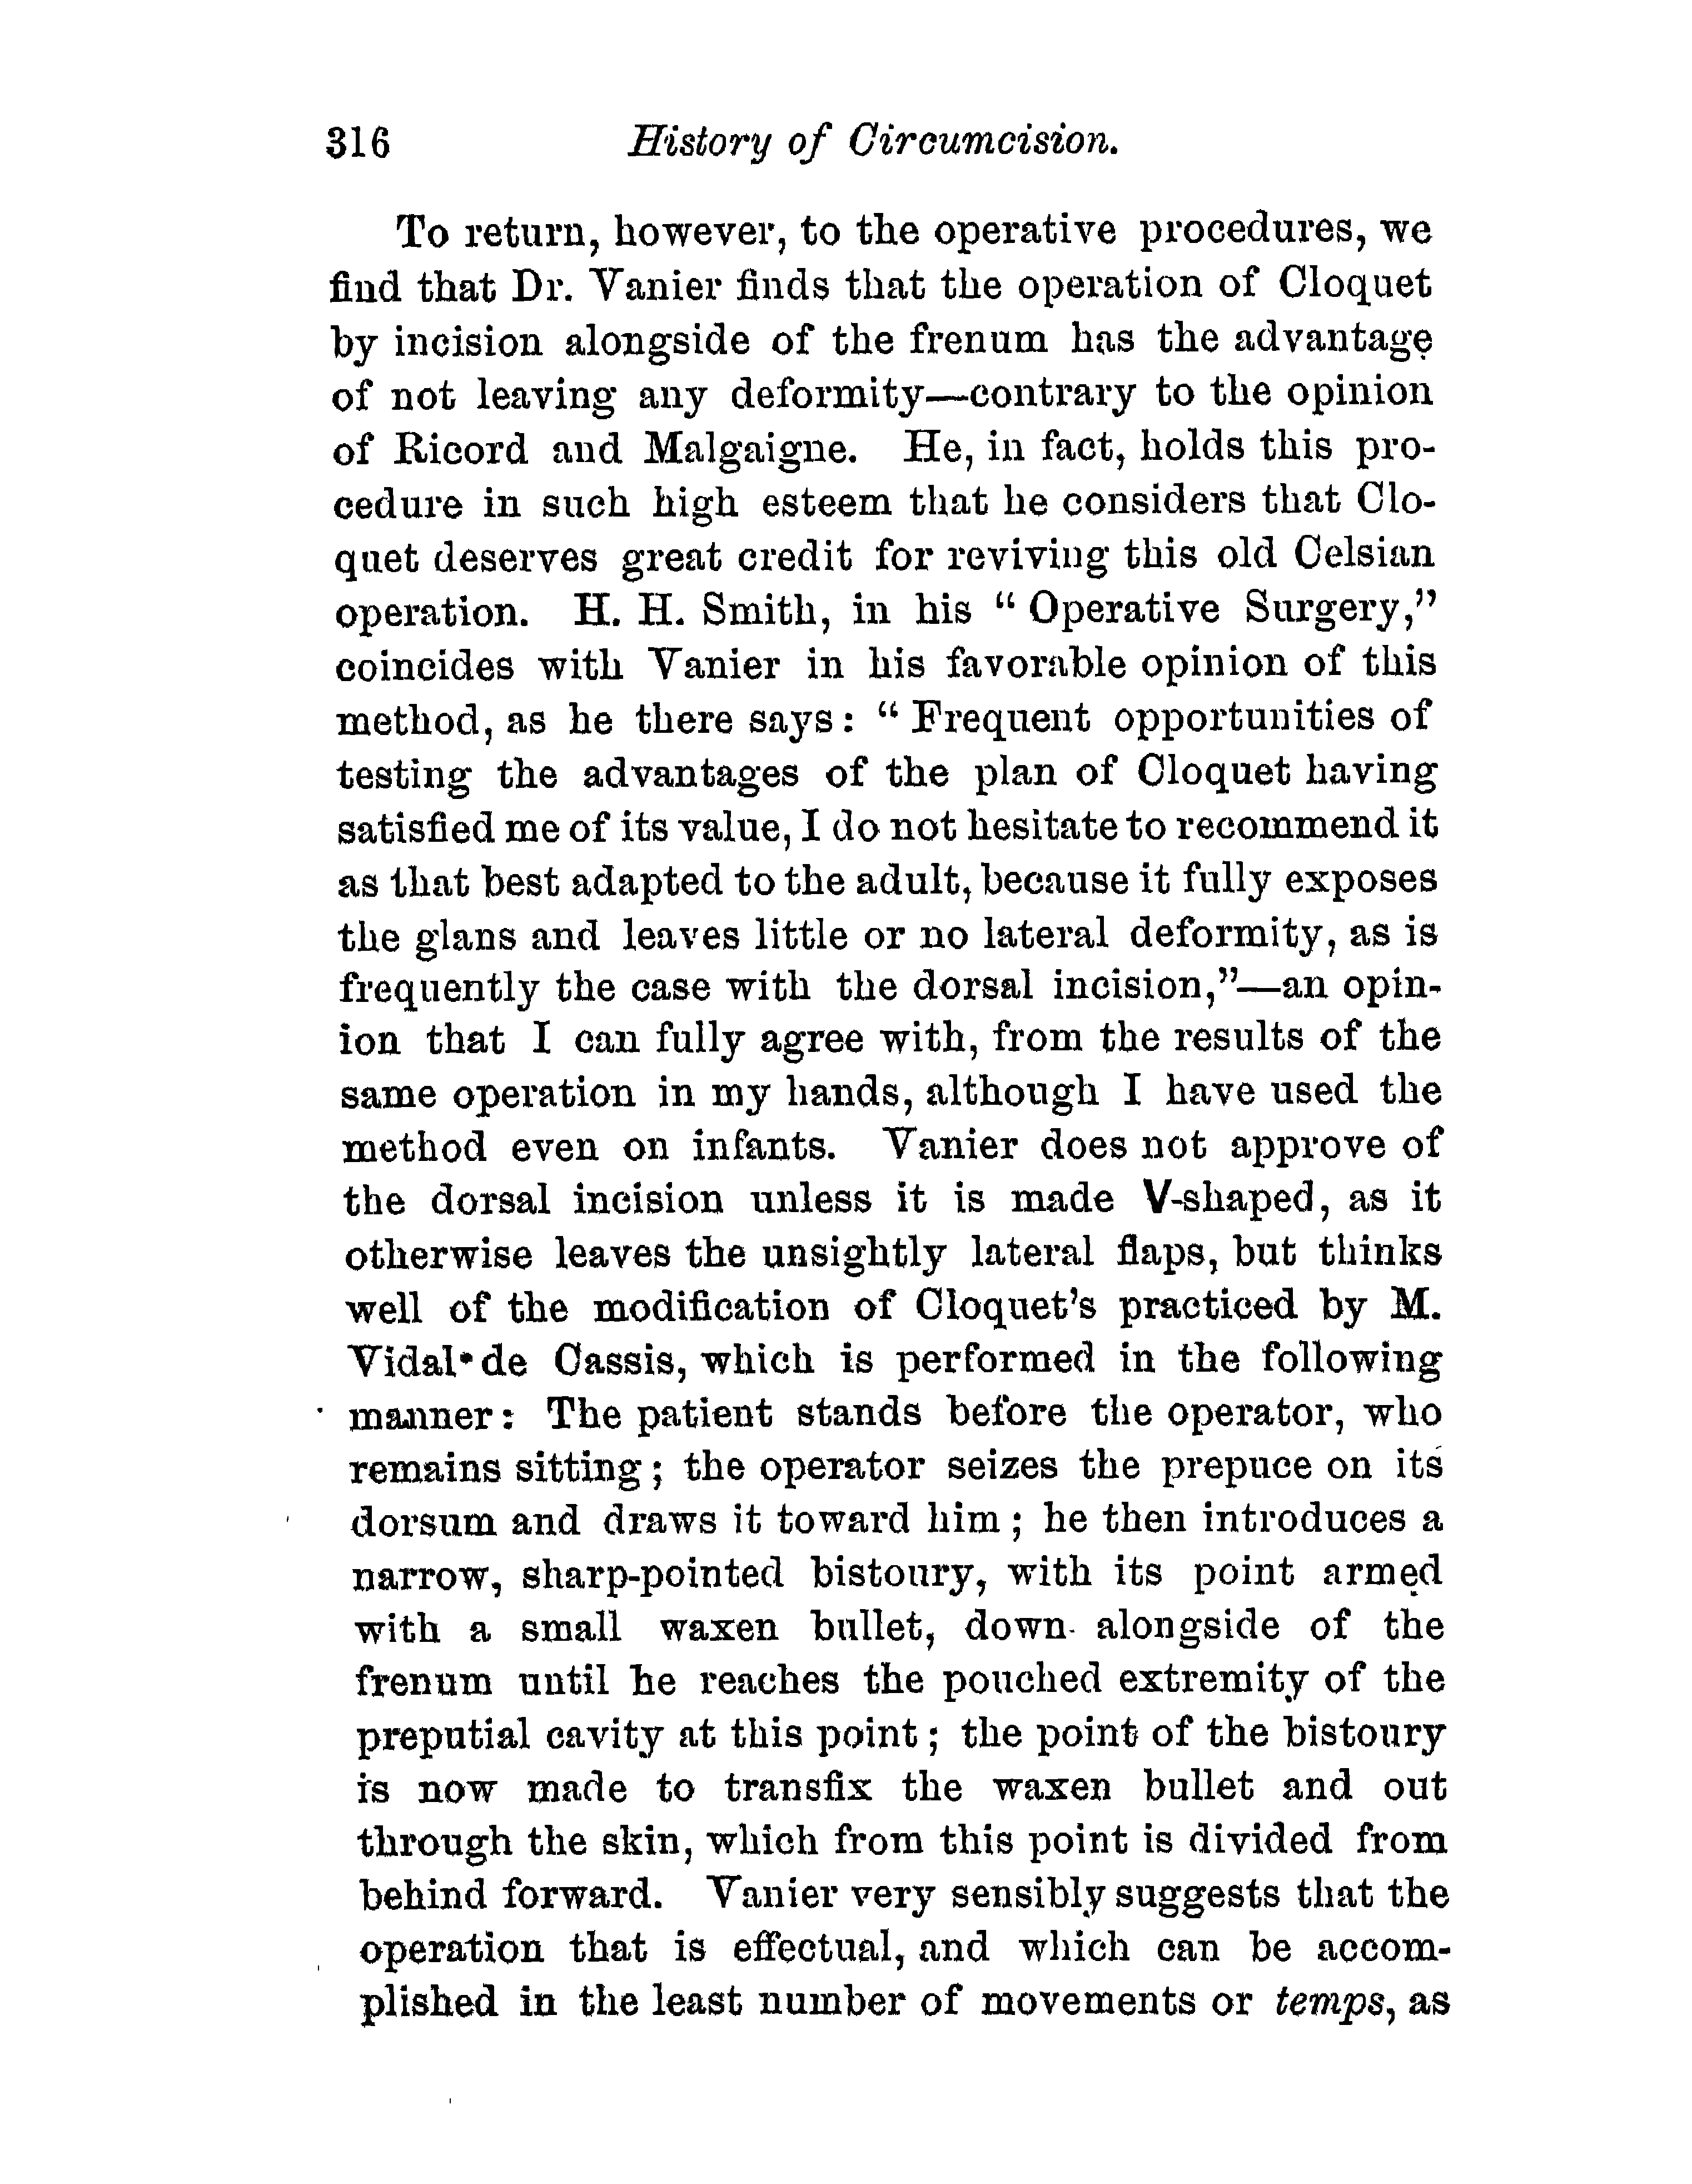 316 History of Circumcision.
To return, however, to the operative procedures, we
find that Dr. Vanier finds that the operation of Cloquet
by incision alongside of the frenum has the advantage
of not leaving any deformity—contrary to the opinion
of Ricord and Malgaigne. He, in fact, holds this pro-
cedure in such high esteem that he considers that Clo-
quet deserves great credit for reviving this old Celsian
operation. H. H. Smith, in his “ Operative Surgery,”
coincides with Vanier in his favorable opinion of this
method, as he there says: “ Frequent opportunities of
testing the advantages of the plan of Cloquet having
satisfied me of its value, I do not hesitate to recommend it
as that best adapted to the adult, because it fully exposes
the glans and leaves little or no lateral deformity, as is
frequently the case with the dorsal incision,”—an opin-
ion that I can fully agree with, from the results of the
same operation in my hands, although I have used the
method even on infants. Vanier does not approve of
the dorsal incision unless it is made V-shaped, as it
otherwise leaves the unsightly lateral flaps, but thinks
well of the modification of Cloquet’s practiced by M.
Vidal de Cassis, which is performed in the following
manner: The patient stands before the operator, who
remains sitting; the operator seizes the prepuce on its
dorsum and draws it toward him; he then introduces a
narrow, sharp-pointed bistoury, with its point armed
with a small waxen bullet, down alongside of the
frenum until he reaches the pouched extremity of the
preputial cavity at this point; the point of the bistoury
is now made to transfix the waxen bullet and out
through the skin, which from this point is divided from
behind forward. Vanier very sensibly suggests that the
operation that is effectual, and which can be accom-
plished in the least number of movements or temps, as